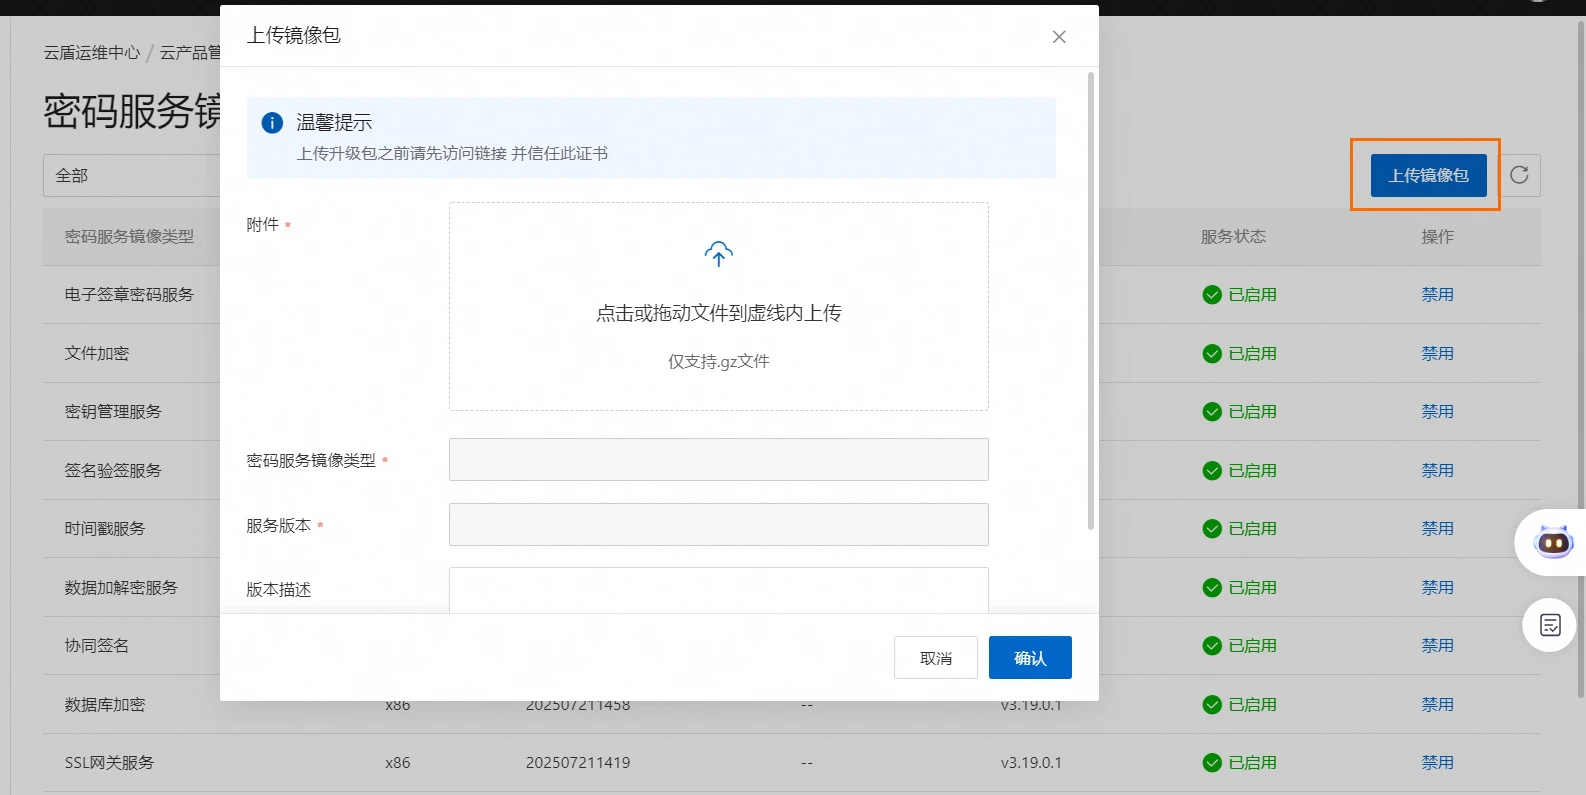 上传镜像包
云盾运维中心 / 云产品管
密码服务镜
温馨提示
上传升级包之前请先访问链接 并信任此证书
全部
上传镜像包
附件 *
点击或拖动文件到虚线内上传
仅支持.gz文件
密码服务镜像类型 *
服务版本 *
版本描述
取消
确认
密码服务镜像类型 服务状态 操作
电子签章密码服务 已启用 禁用
文件加密 已启用 禁用
密钥管理服务 已启用 禁用
签名验签服务 已启用 禁用
时间戳服务 已启用 禁用
数据加解密服务 已启用 禁用
协同签名 已启用 禁用
数据库加密 x86 202507211458 -- v3.19.0.1 已启用 禁用
SSL网关服务 x86 202507211419 -- v3.19.0.1 已启用 禁用